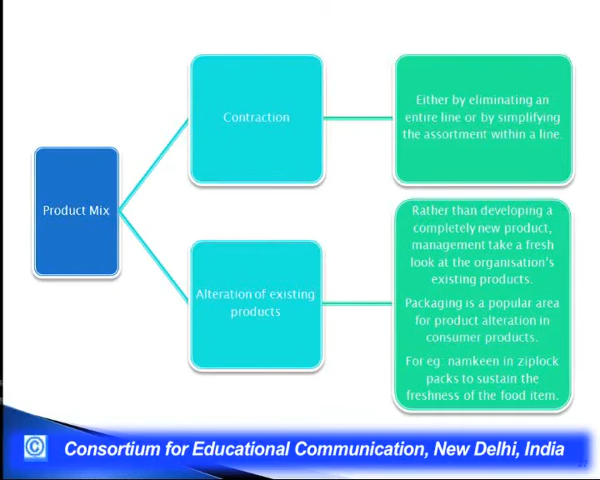 Product Mix
Contraction
Either by eliminating an
entire line or by simplifying
the assortment within a line.
Alteration of existing
products
Rather than developing a
completely new product,
management take a fresh
look at the organisation's
existing products.
Packaging is a popular area
for product alteration in
consumer products.
For eg: namkeen in ziplock
packs to sustain the
freshness of the food item.
© Consortium for Educational Communication, New Delhi, India